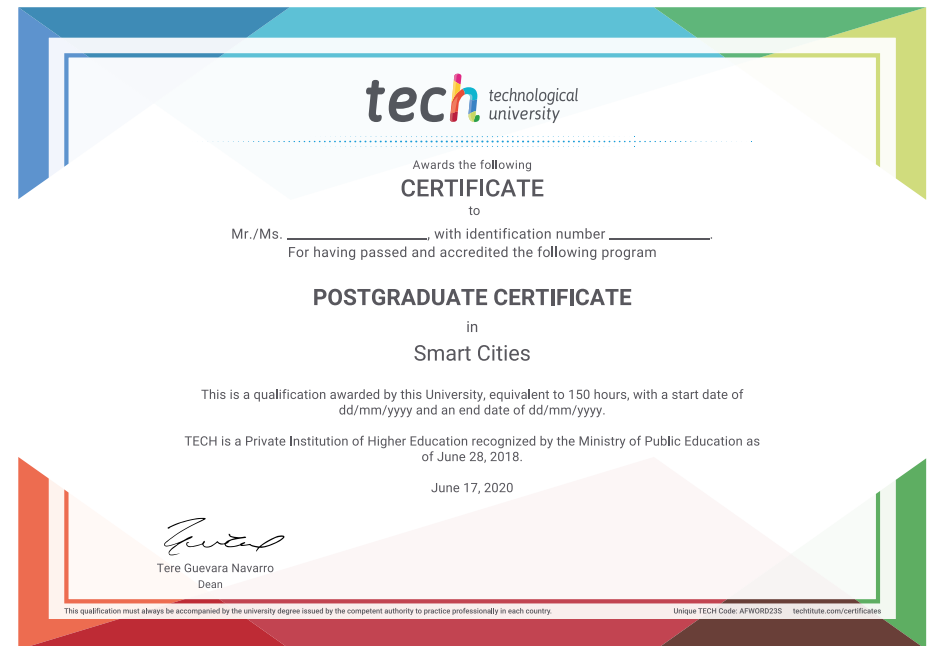 tech technological
university
Awards the following
CERTIFICATE
to
Mr./Ms. ____________________, with identification number ______________.
For having passed and accredited the following program
POSTGRADUATE CERTIFICATE
in
Smart Cities
This is a qualification awarded by this University, equivalent to 150 hours, with a start date of
dd/mm/yyyy and an end date of dd/mm/yyyy.
TECH is a Private Institution of Higher Education recognized by the Ministry of Public Education as
of June 28, 2018.
June 17, 2020
Tere Guevara Navarro
Dean
This qualification must always be accompanied by the university degree issued by the competent authority to practice professionally in each country.
Unique TECH Code: AFWORD23S techtitute.com/certificates